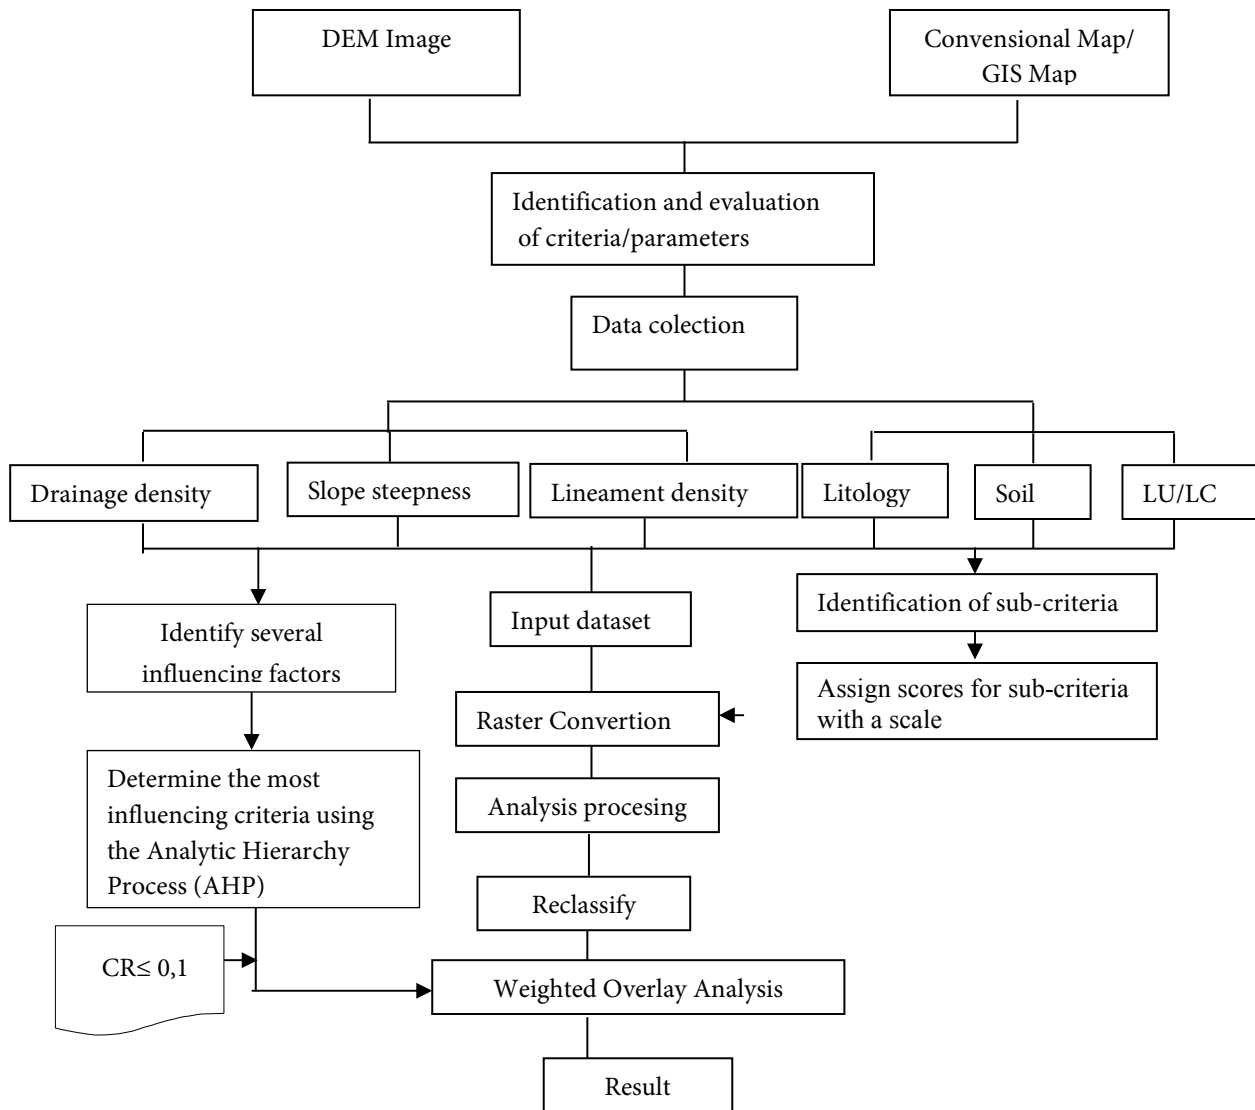 DEM Image
Convensional Map/
GIS Map
Identification and evaluation
of criteria/parameters
Data colection
Drainage density
Slope steepness
Lineament density
Litology
Soil
LU/LC
Identify several
influencing factors
Input dataset
Identification of sub-criteria
Assign scores for sub-criteria
with a scale
Raster Convertion
Determine the most
influencing criteria using
the Analytic Hierarchy
Process (AHP)
Analysis procesing
Reclassify
CR≤ 0,1
Weighted Overlay Analysis
Result